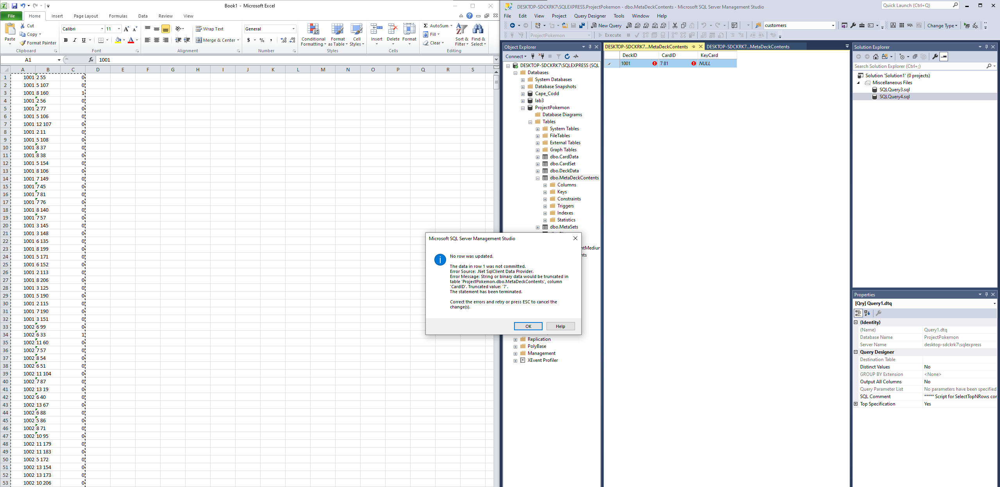 Book1 - Microsoft Excel
File Home Insert Page Layout Formulas Data Review View
Paste
Cut
Copy
Format Painter
Clipboard
Calibri 11
B I U
Font
Wrap Text
Merge & Center
Alignment
General
$ % ,
Number
Conditional Formatting
Format as Table
Cell Styles
Styles
Insert Delete Format
Cells
AutoSum
Fill
Clear
Sort & Filter
Find & Select
Editing
A1 fx 1001
A B C D E F G H I J K L M N O P Q R S
1 1001 2 55 0
2 1001 5 107 0
3 1001 8 160 1
4 1001 2 56 0
5 1001 2 77 0
6 1001 5 106 0
7 1001 12 107 0
8 1001 2 11 0
9 1001 5 108 0
10 1001 8 37 0
11 1001 8 38 0
12 1001 5 154 0
13 1001 8 106 0
14 1001 7 149 0
15 1001 7 45 0
16 1001 7 81 0
17 1001 7 76 0
18 1001 8 140 0
19 1001 7 57 0
20 1001 3 145 0
21 1001 3 148 0
22 1001 6 135 0
23 1001 8 199 0
24 1001 5 171 0
25 1001 6 152 0
26 1001 2 113 0
27 1001 8 206 0
28 1001 3 125 0
29 1001 5 190 0
30 1001 2 115 0
31 1001 7 190 0
32 1001 3 151 0
33 1002 6 99 0
34 1002 6 33 1
35 1002 11 60 0
36 1002 7 57 0
37 1002 8 54 0
38 1002 6 51 0
39 1002 11 104 0
40 1002 7 87 0
41 1002 13 19 0
42 1002 6 40 0
43 1002 13 67 0
44 1002 6 88 0
45 1002 5 86 0
46 1002 8 71 0
47 1002 10 95 0
48 1002 11 179 0
49 1002 11 183 0
50 1002 5 172 0
51 1002 13 154 0
52 1002 13 173 0
53 1002 10 206 0
DESKTOP-SDCKRK7\SQLEXPRESS.ProjectPokemon - dbo.MetaDeckContents - Microsoft SQL Server Management Studio
Quick Launch (Ctrl+Q)
File Edit View Project Query Designer Tools Window Help
New Query
customers
Change Type
ProjectPokemon
Execute
Object Explorer
Connect
DESKTOP-SDCKRK7\SQLEXPRESS (SQL
Databases
System Databases
Database Snapshots
Cape_Codd
lab3
ProjectPokemon
Database Diagrams
Tables
System Tables
FileTables
External Tables
Graph Tables
dbo.CardData
dbo.CardSet
dbo.DeckData
dbo.MetaDeckContents
Columns
Keys
Constraints
Triggers
Indexes
Statistics
dbo.MetaSets
ntMediun
nts
Replication
PolyBase
Management
XEvent Profiler
DESKTOP-SDCKRK7...MetaDeckContents
DESKTOP-SDCKRK7...MetaDeckContents
DeckID CardID KeyCard
1001 7 81 NULL
Microsoft SQL Server Management Studio
No row was updated.
The data in row 1 was not committed.
Error Source: .Net SqlClient Data Provider.
Error Message: String or binary data would be truncated in
table 'ProjectPokemon.dbo.MetaDeckContents', column
'CardID'. Truncated value: '7'.
The statement has been terminated.
Correct the errors and retry or press ESC to cancel the
change(s).
OK Help
Solution Explorer
Search Solution Explorer (Ctrl+;)
Solution 'Solution1' (0 projects)
Miscellaneous Files
SQLQuery3.sql
SQLQuery4.sql
Properties
[Qry] Query1.dtq
(Identity)
(Name) Query1.dtq
Database Name ProjectPokemon
Server Name desktop-sdckrk7\sqlexpress
Query Designer
Destination Table
Distinct Values No
GROUP BY Extension <None>
Output All Columns No
Query Parameter List No parameters have been specified
SQL Comment ***** Script for SelectTopNRows cor
Top Specification Yes